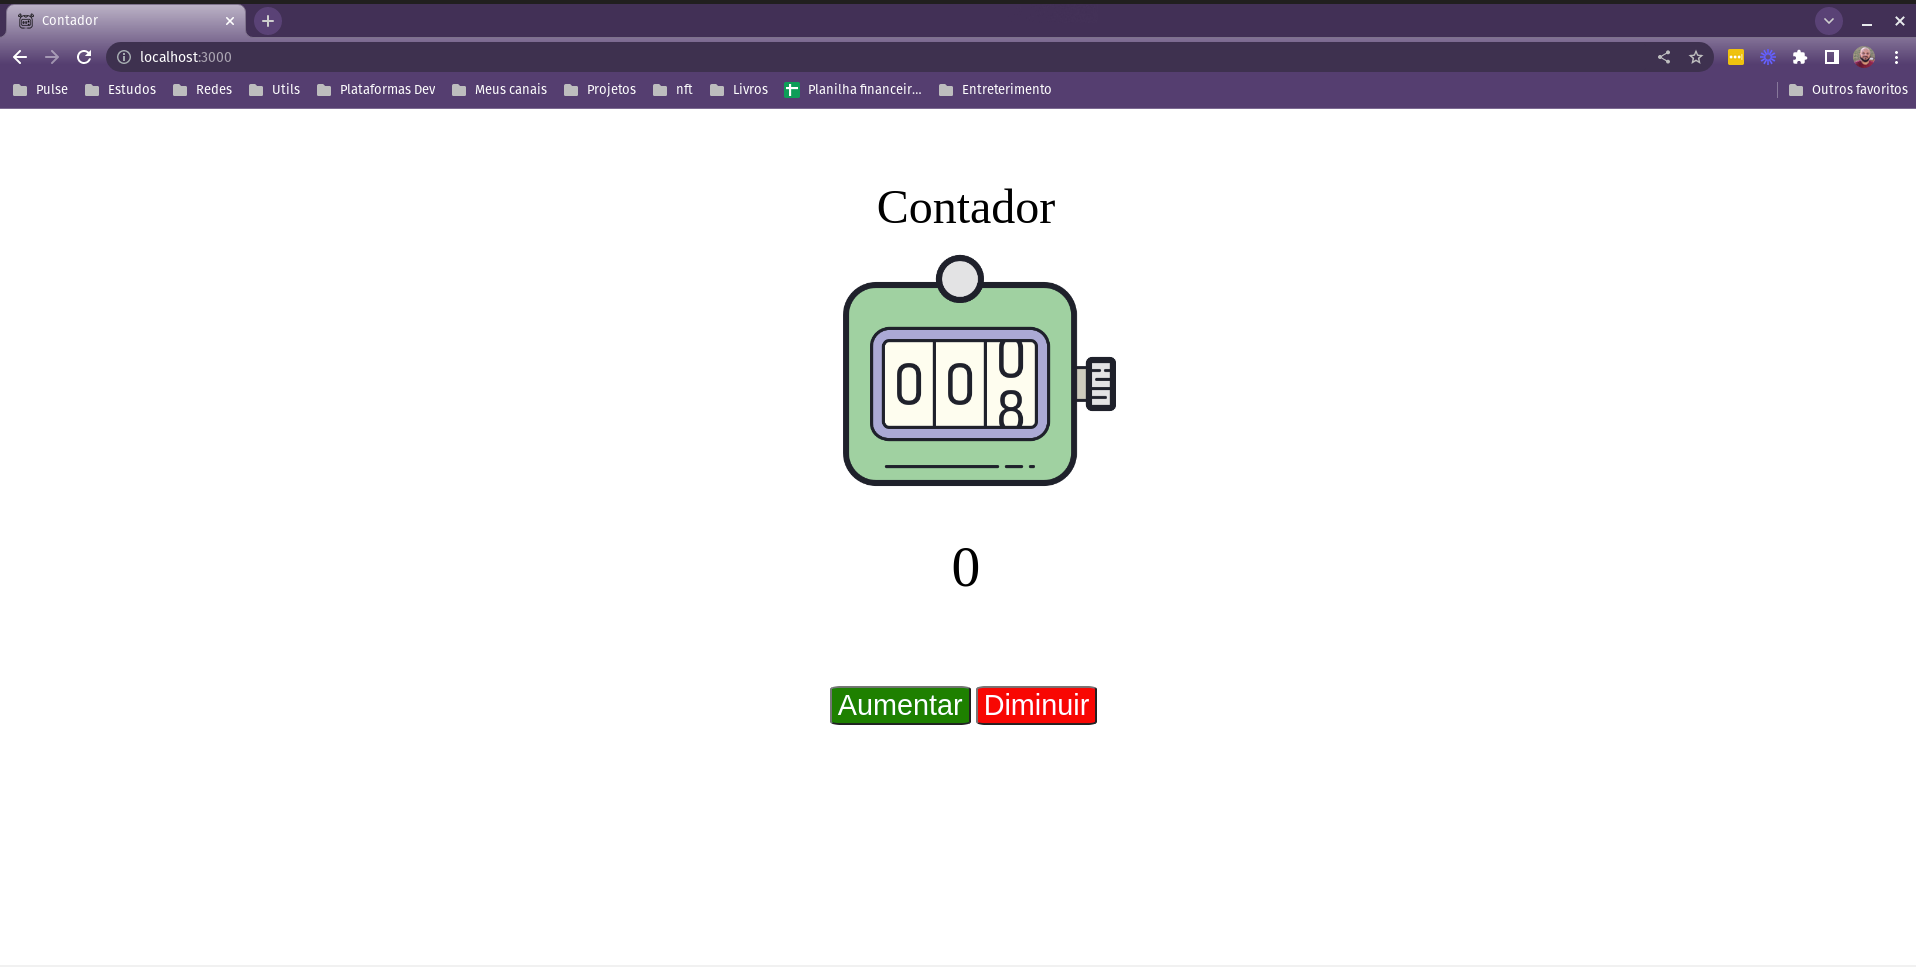 Contador
localhost:3000
Pulse Estudos Redes Utils Plataformas Dev Meus canais Projetos nft Livros Planilha financeir... Entreterimento Outros favoritos
Contador
0 0 0
8
0
Aumentar Diminuir